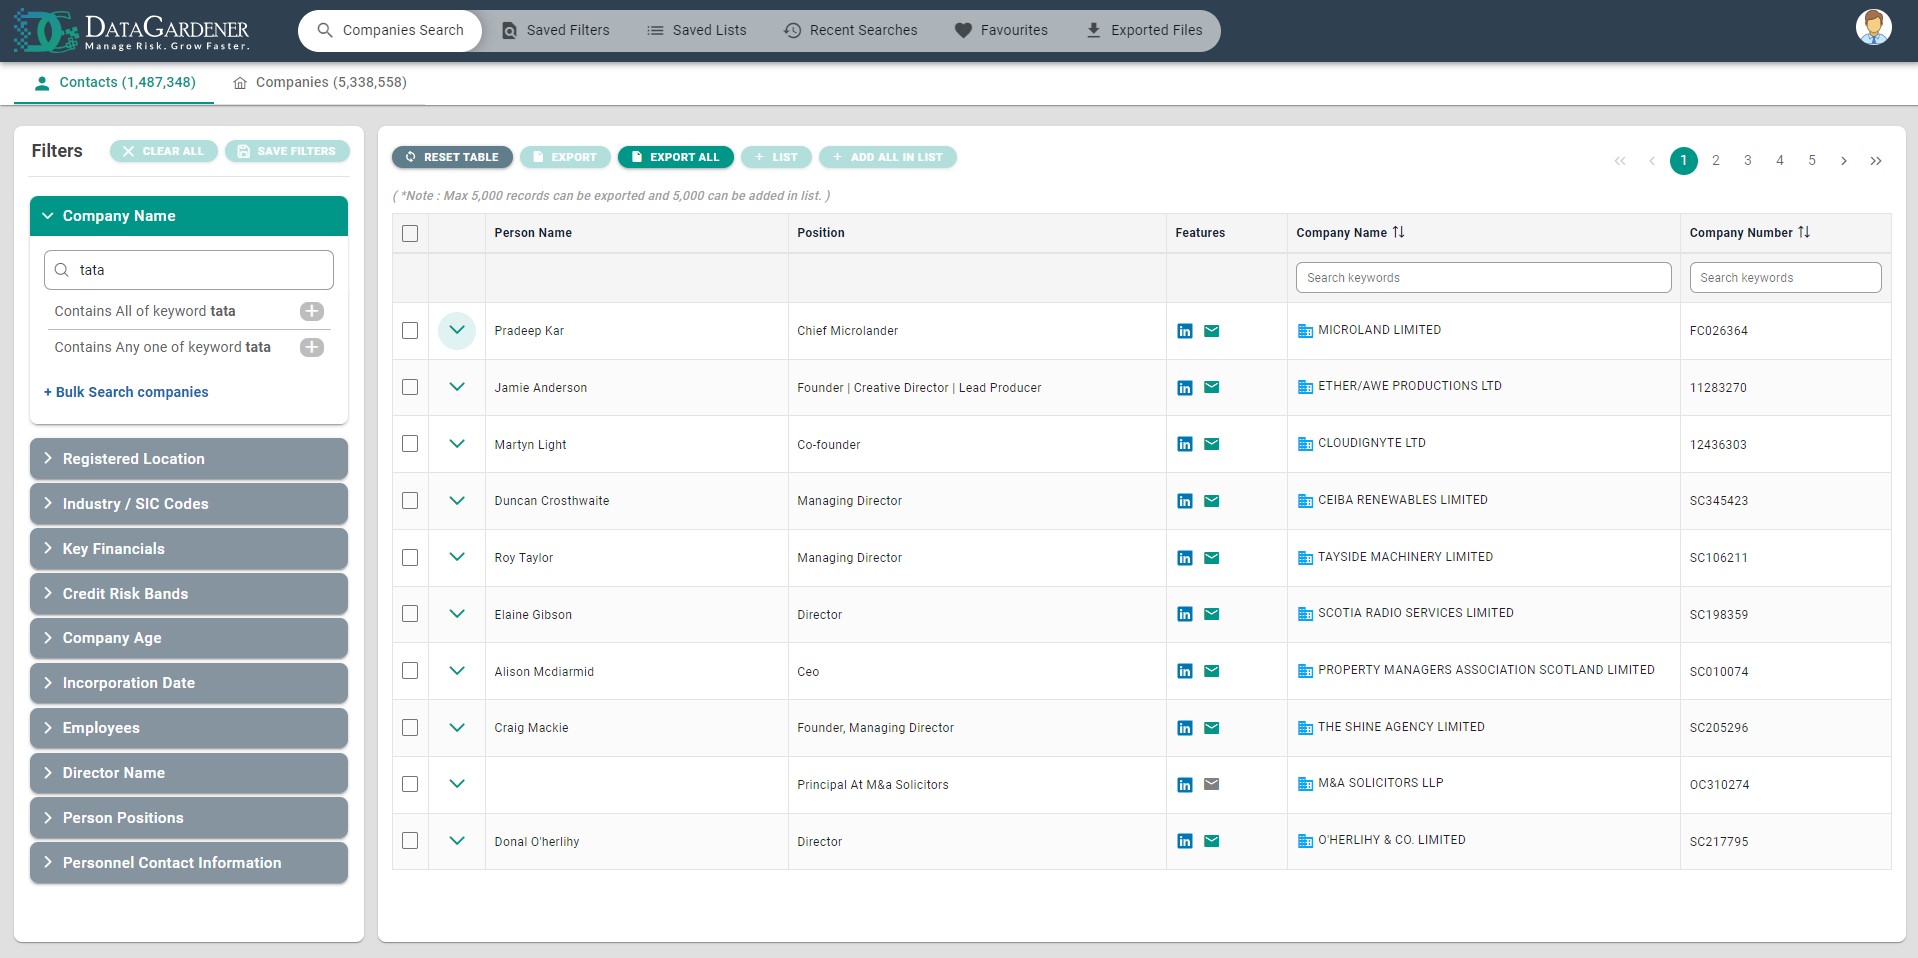 DATAGARDENER
Manage Risk. Grow Faster.
Companies Search
Saved Filters
Saved Lists
Recent Searches
Favourites
Exported Files
Contacts (1,487,348)
Companies (5,338,558)
Filters
CLEAR ALL
SAVE FILTERS
Company Name
tata
Contains All of keyword tata
Contains Any one of keyword tata
+ Bulk Search companies
Registered Location
Industry / SIC Codes
Key Financials
Credit Risk Bands
Company Age
Incorporation Date
Employees
Director Name
Person Positions
Personnel Contact Information
RESET TABLE
EXPORT
EXPORT ALL
+ LIST
+ ADD ALL IN LIST
<< < 1 2 3 4 5 > >>
( *Note : Max 5,000 records can be exported and 5,000 can be added in list. )
Person Name Position Features Company Name Company Number
Search keywords Search keywords
Pradeep Kar Chief Microlander in MICROLAND LIMITED FC026364
Jamie Anderson Founder | Creative Director | Lead Producer in ETHER/AWE PRODUCTIONS LTD 11283270
Martyn Light Co-founder in CLOUDIGNYTE LTD 12436303
Duncan Crosthwaite Managing Director in CEIBA RENEWABLES LIMITED SC345423
Roy Taylor Managing Director in TAYSIDE MACHINERY LIMITED SC106211
Elaine Gibson Director in SCOTIA RADIO SERVICES LIMITED SC198359
Alison Mcdiarmid Ceo in PROPERTY MANAGERS ASSOCIATION SCOTLAND LIMITED SC010074
Craig Mackie Founder, Managing Director in THE SHINE AGENCY LIMITED SC205296
Principal At M&a Solicitors in M&A SOLICITORS LLP OC310274
Donal O'herlihy Director in O'HERLIHY & CO. LIMITED SC217795